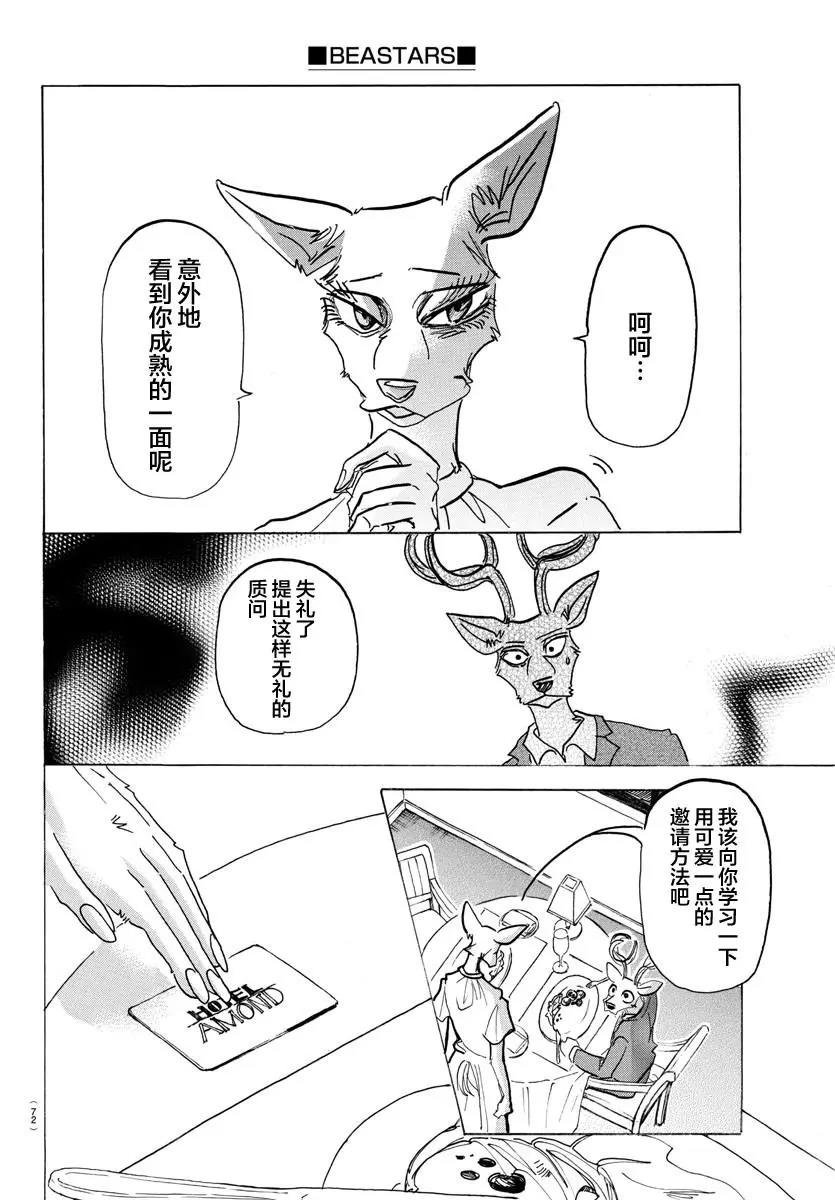 ■BEASTARS■
呵呵…
意外地
看到你成熟的一面呢
失礼了
提出这样无礼的
质问
我该向你学习一下
用可爱一点的
邀请方法吧
HOTEL
AMOND
(72)